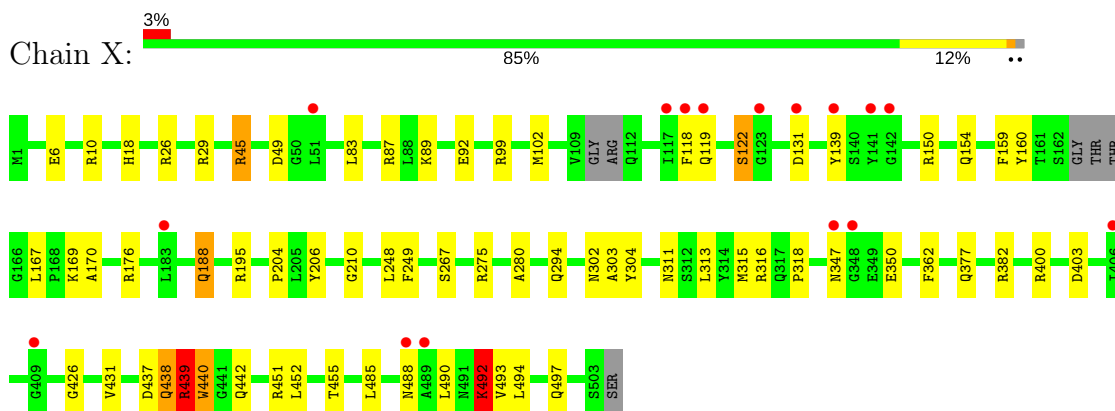 3%
Chain X:
85% 12% ••
M1 E6 R10 H18 R26 R29 R45 D49 G50 L51 L83 R87 L88 K89 E92 R99 M102 V109 GLY ARG Q112 I117 F118 Q119 S122 G123 D131 Y139 S140 Y141 G142 R150 Q154 F159 Y160 T161 S162 GLY THR THR
G166 L167 P168 K169 A170 R176 L183 Q188 R195 P204 L205 Y206 G210 L248 F249 S267 R275 A280 Q294 N302 A303 Y304 N311 S312 L313 Y314 M315 R316 Q317 P318 N347 G348 E349 E350 F362 Q377 R382 R400 D403 I406
G409 G426 V431 D437 Q438 R439 W440 G441 Q442 R451 L452 T455 L485 N488 A489 L490 N491 K492 V493 L494 Q497 S503 SER